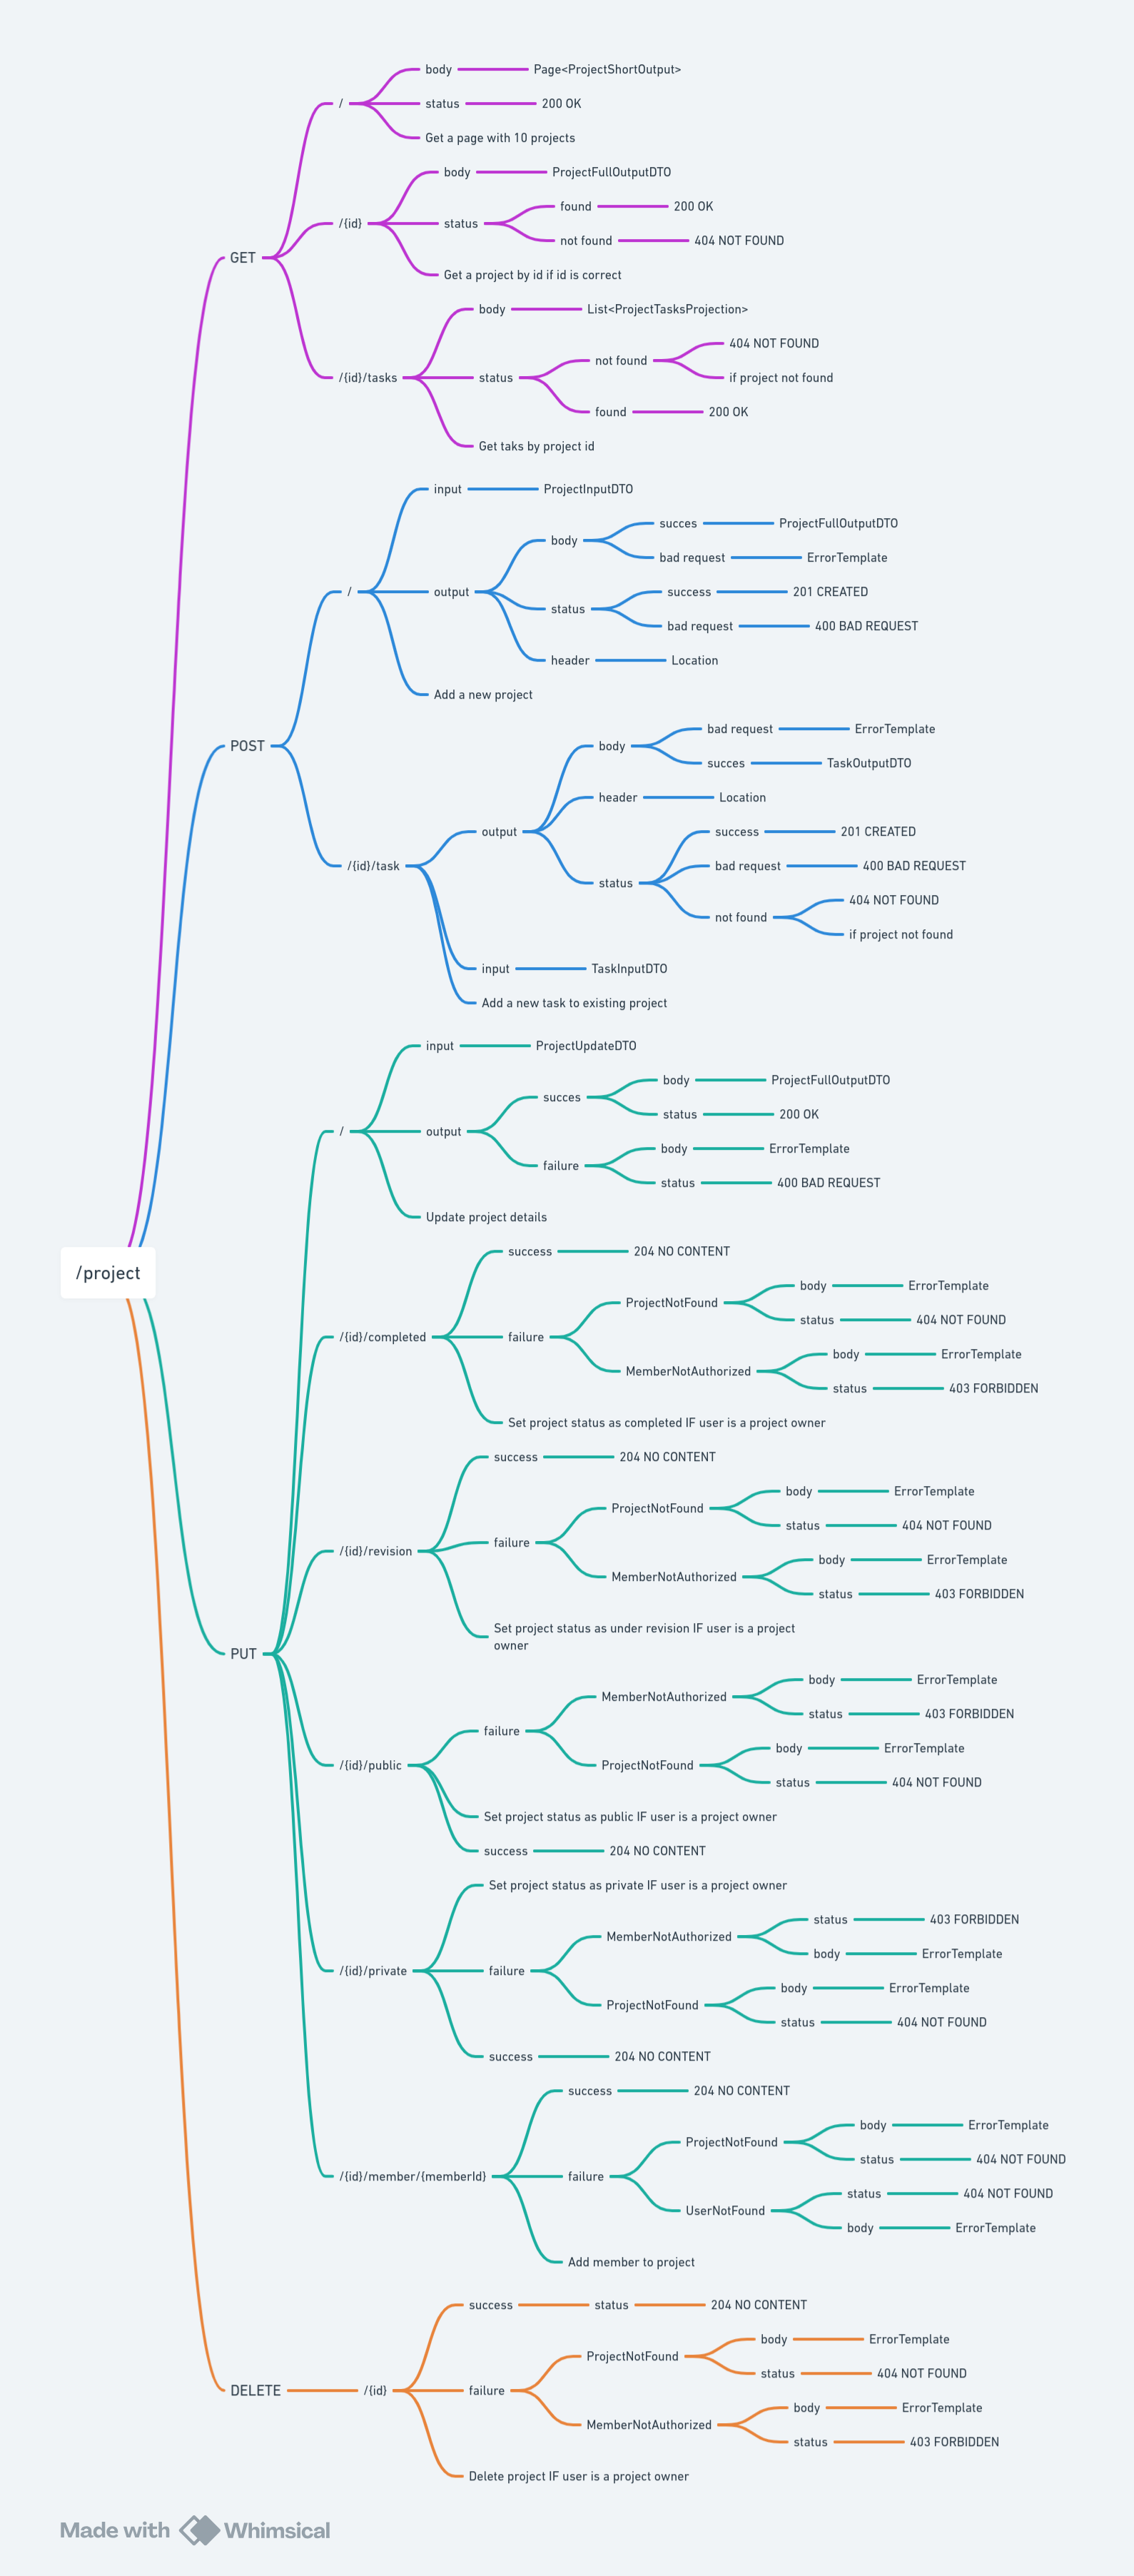 body
Page<ProjectShortOutput>
/
status
200 OK
Get a page with 10 projects
body
ProjectFullOutputDTO
found
200 OK
/{id}
status
not found
404 NOT FOUND
GET
Get a project by id if id is correct
body
List<ProjectTasksProjection>
404 NOT FOUND
not found
/{id}/tasks
status
if project not found
found
200 OK
Get taks by project id
input
ProjectInputDTO
succes
ProjectFullOutputDTO
body
bad request
ErrorTemplate
/
output
success
201 CREATED
status
bad request
400 BAD REQUEST
header
Location
Add a new project
POST
bad request
ErrorTemplate
body
succes
TaskOutputDTO
header
Location
output
success
201 CREATED
/{id}/task
bad request
400 BAD REQUEST
status
404 NOT FOUND
not found
if project not found
input
TaskInputDTO
Add a new task to existing project
input
ProjectUpdateDTO
body
ProjectFullOutputDTO
succes
status
200 OK
/
output
body
ErrorTemplate
failure
status
400 BAD REQUEST
Update project details
/project
success
204 NO CONTENT
body
ErrorTemplate
ProjectNotFound
status
404 NOT FOUND
/{id}/completed
failure
body
ErrorTemplate
MemberNotAuthorized
status
403 FORBIDDEN
Set project status as completed IF user is a project owner
success
204 NO CONTENT
body
ErrorTemplate
ProjectNotFound
status
404 NOT FOUND
/{id}/revision
failure
body
ErrorTemplate
MemberNotAuthorized
status
403 FORBIDDEN
Set project status as under revision IF user is a project
owner
PUT
body
ErrorTemplate
MemberNotAuthorized
status
403 FORBIDDEN
failure
body
ErrorTemplate
/{id}/public
ProjectNotFound
status
404 NOT FOUND
Set project status as public IF user is a project owner
success
204 NO CONTENT
Set project status as private IF user is a project owner
status
403 FORBIDDEN
MemberNotAuthorized
body
ErrorTemplate
/{id}/private
failure
body
ErrorTemplate
ProjectNotFound
status
404 NOT FOUND
success
204 NO CONTENT
success
204 NO CONTENT
body
ErrorTemplate
ProjectNotFound
status
404 NOT FOUND
/{id}/member/{memberId}
failure
status
404 NOT FOUND
UserNotFound
body
ErrorTemplate
Add member to project
success
status
204 NO CONTENT
body
ErrorTemplate
ProjectNotFound
status
404 NOT FOUND
DELETE
/{id}
failure
body
ErrorTemplate
MemberNotAuthorized
status
403 FORBIDDEN
Delete project IF user is a project owner
Made with Whimsical